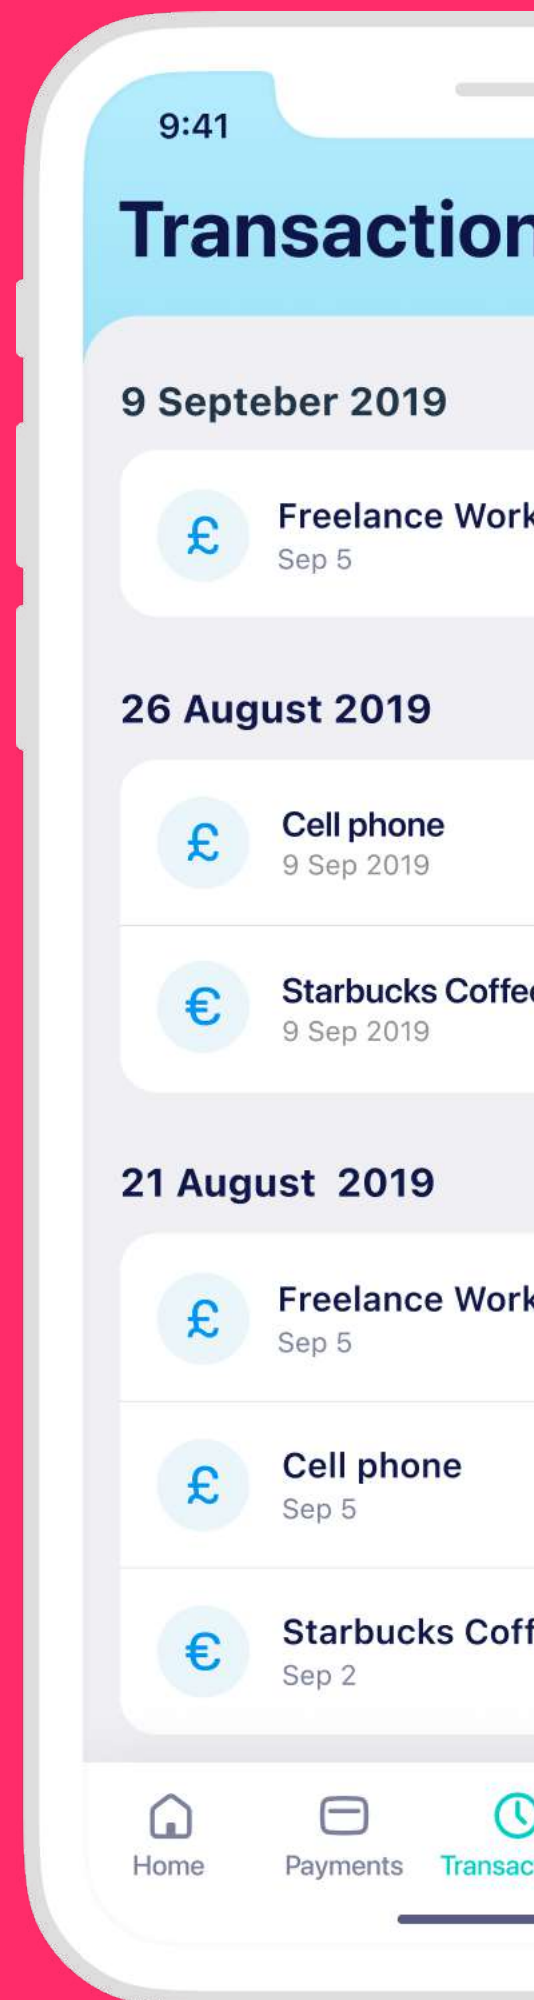 9:41
Transaction
9 Septeber 2019
£
Freelance Work
Sep 5
26 August 2019
£
Cell phone
9 Sep 2019
€
Starbucks Coffee
9 Sep 2019
21 August 2019
£
Freelance Work
Sep 5
£
Cell phone
Sep 5
€
Starbucks Coff
Sep 2
Home
Payments
Transac